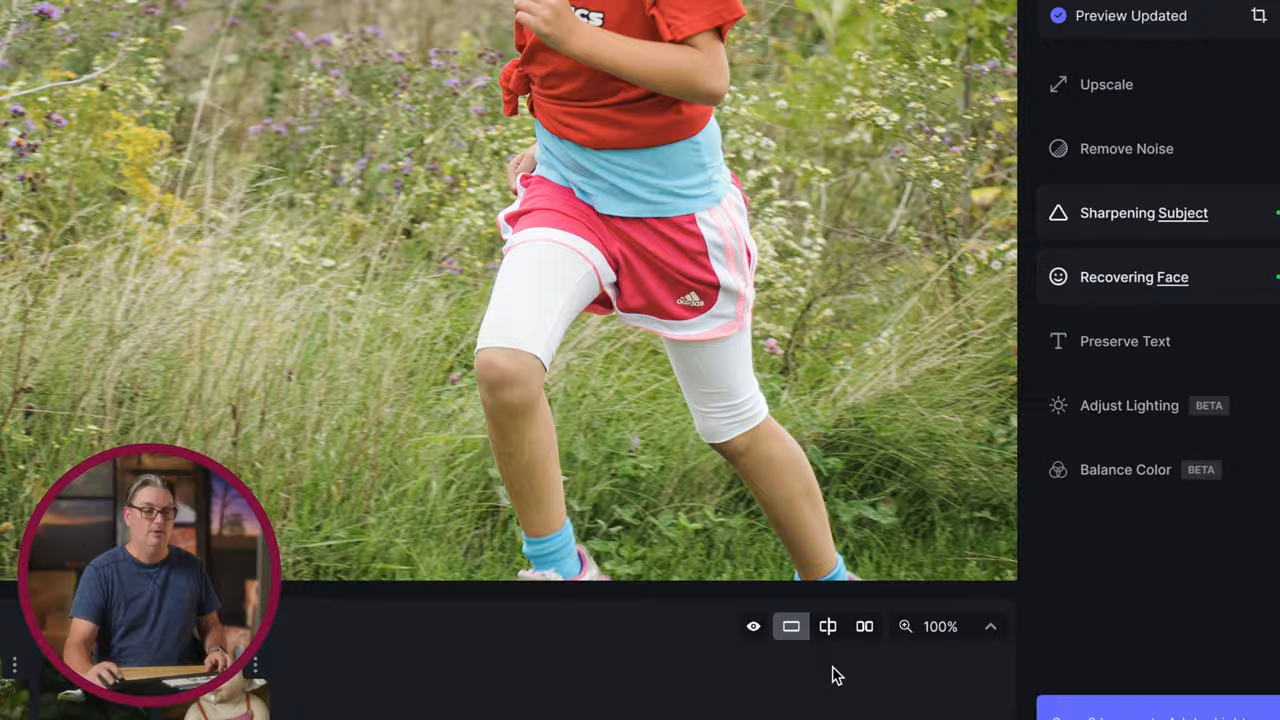 Preview Updated
Upscale
Remove Noise
Sharpening Subject
Recovering Face
Preserve Text
Adjust Lighting BETA
Balance Color BETA
adidas
100%